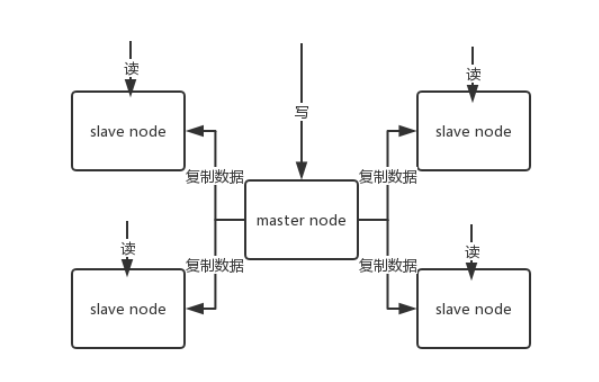 读
读
slave node
写
slave node
复制数据
复制数据
master node
读
读
复制数据
复制数据
slave node
slave node